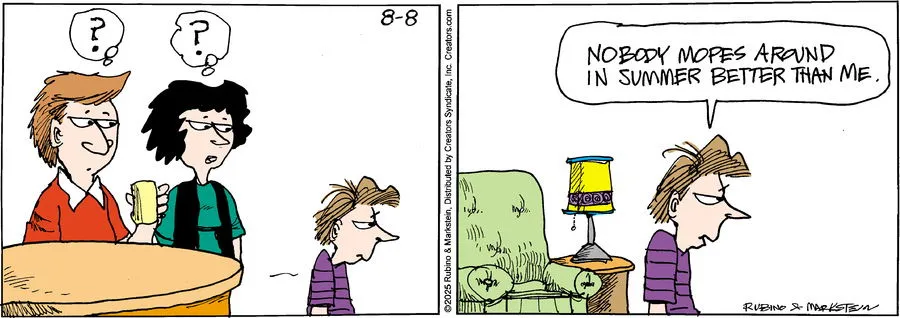 ?
?
8-8
©2025 Rubino & Markstein, Distributed by Creators Syndicate, Inc. Creators.com
NOBODY MOPES AROUND
IN SUMMER BETTER THAN ME.
RUBINO & MARKSTEIN